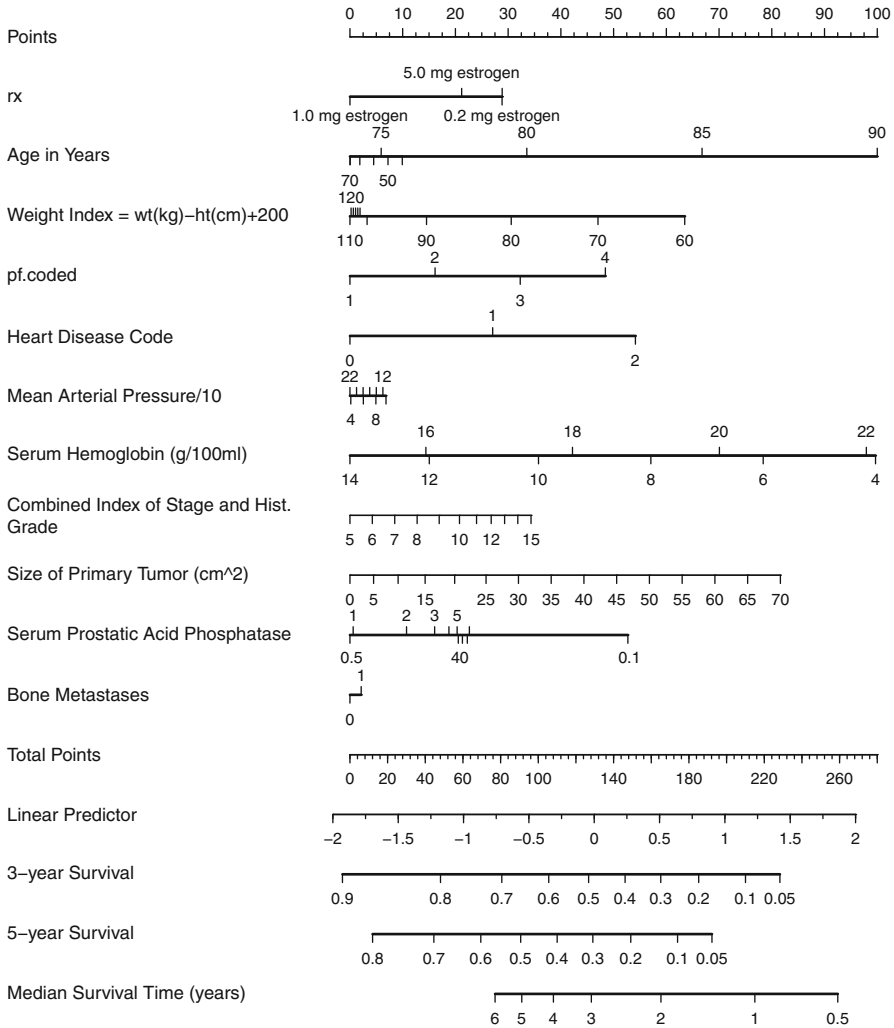 0 10 20 30 40 50 60 70 80 90 100
Points
5.0 mg estrogen
rx
1.0 mg estrogen 0.2 mg estrogen
75 80 85 90
Age in Years
70 50
120
Weight Index = wt(kg)−ht(cm)+200
110 90 80 70 60
2 4
pf.coded
1 3
1
Heart Disease Code
0 2
22 12
Mean Arterial Pressure/10
4 8
16 18 20 22
Serum Hemoglobin (g/100ml)
14 12 10 8 6 4
Combined Index of Stage and Hist.
Grade
5 6 7 8 10 12 15
Size of Primary Tumor (cm^2)
0 5 15 25 30 35 40 45 50 55 60 65 70
1 2 3 5
Serum Prostatic Acid Phosphatase
0.5 40 0.1
1
Bone Metastases
0
Total Points
0 20 40 60 80 100 140 180 220 260
Linear Predictor
−2 −1.5 −1 −0.5 0 0.5 1 1.5 2
3−year Survival
0.9 0.8 0.7 0.6 0.5 0.4 0.3 0.2 0.1 0.05
5−year Survival
0.8 0.7 0.6 0.5 0.4 0.3 0.2 0.1 0.05
Median Survival Time (years)
6 5 4 3 2 1 0.5